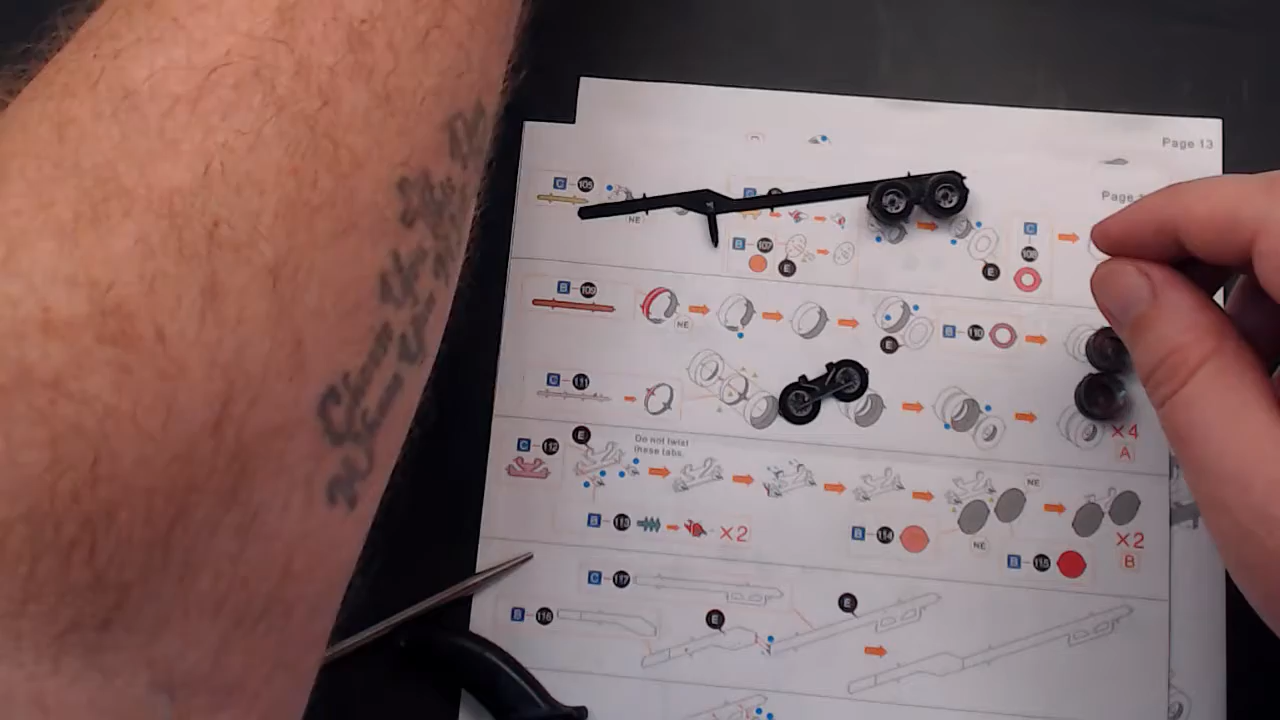 Page 13
C 105
NE
B 107
E
E
C
108
B 109
NE
E
B 110
C 111
×4
A
C 112
E
Do not twist
these tabs.
NE
B 113
×2
B 114
NE
B 115
×2
B
C 117
B 116
E
E